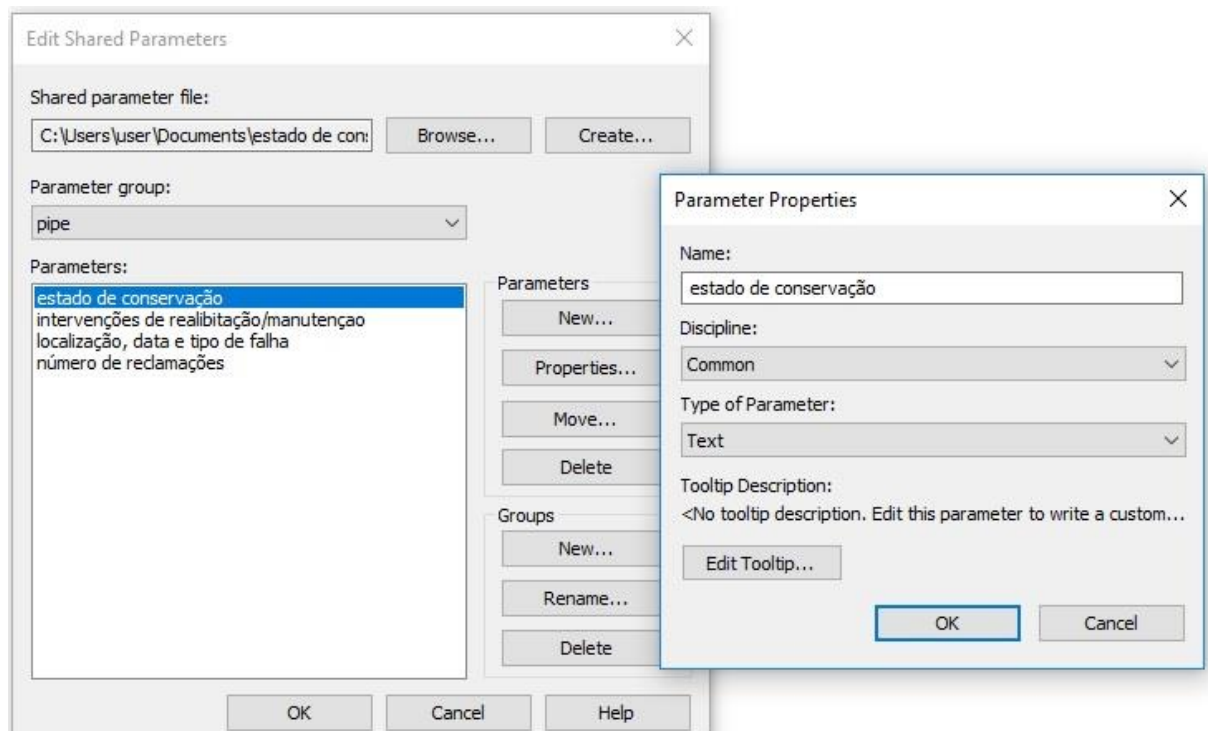 Edit Shared Parameters
Shared parameter file:
C:\Users\user\Documents\estado de con:
Browse...
Create...
Parameter group:
pipe
Parameters:
estado de conservação
intervenções de realibitação/manutençao
localização, data e tipo de falha
número de reclamações
Parameters
New...
Properties...
Move...
Delete
Groups
New...
Rename...
Delete
OK
Cancel
Help
Parameter Properties
Name:
estado de conservação
Discipline:
Common
Type of Parameter:
Text
Tooltip Description:
<No tooltip description. Edit this parameter to write a custom...
Edit Tooltip...
OK
Cancel